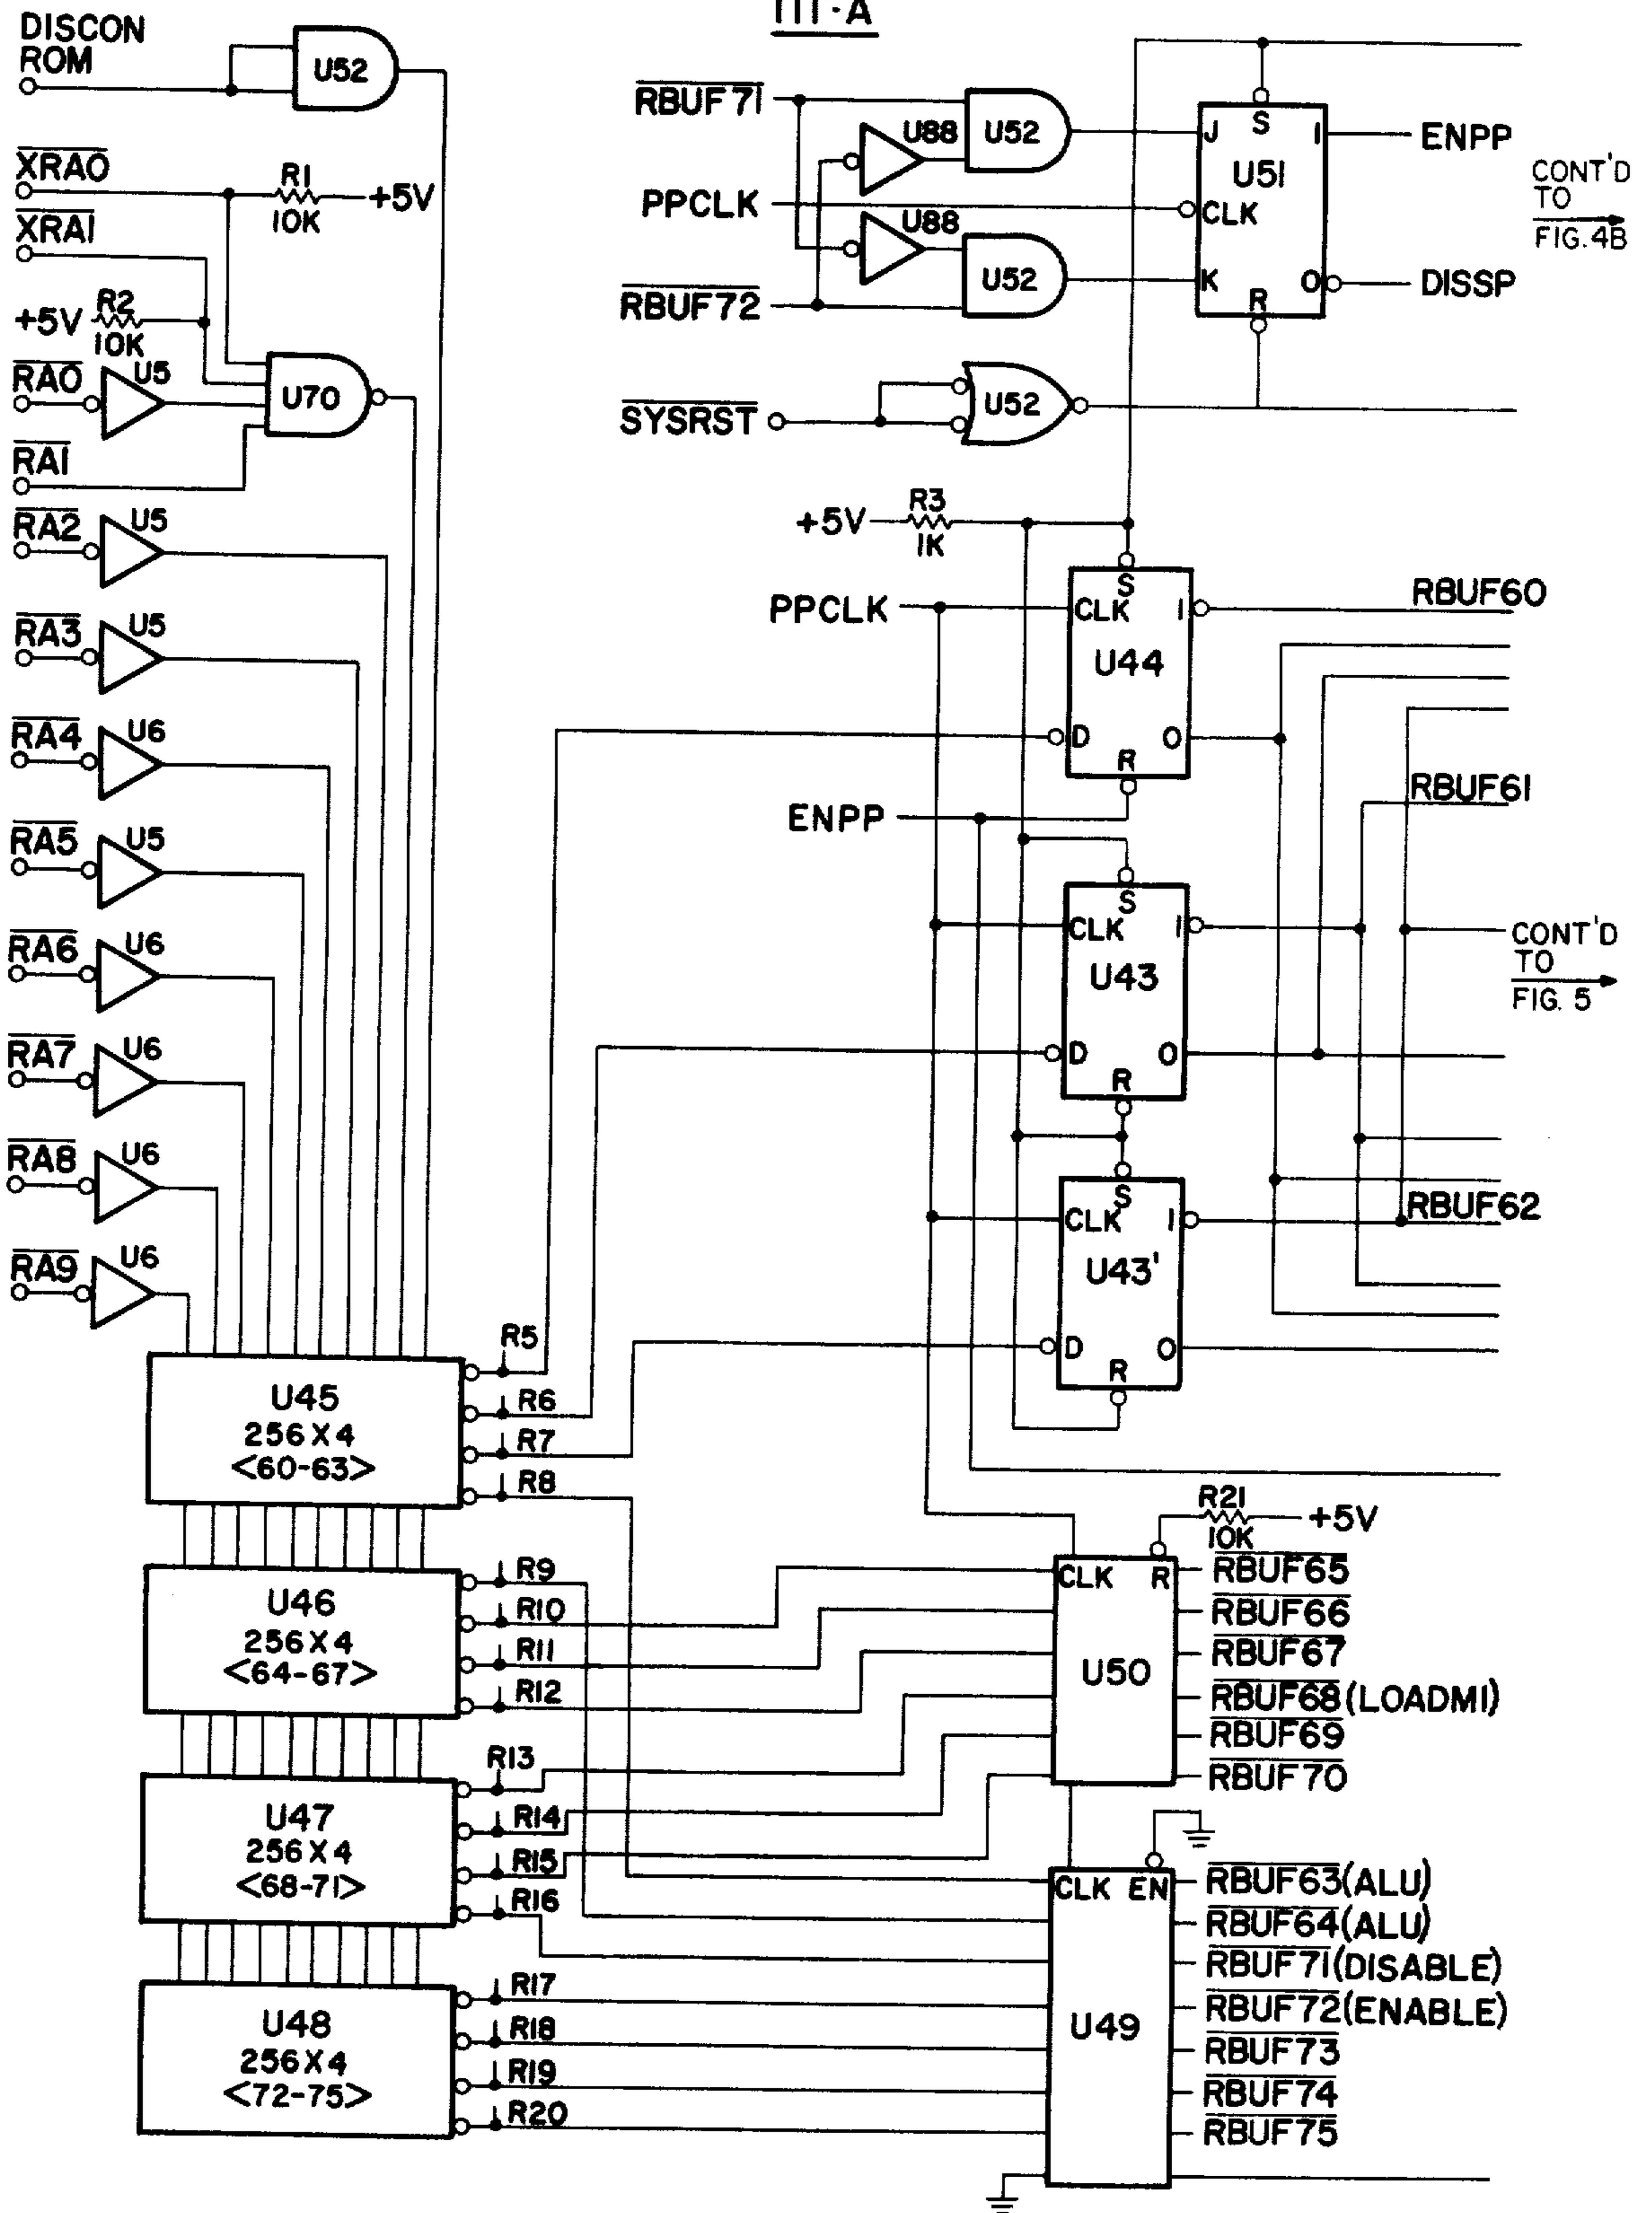 111-A
DISCON
ROM
U52
XRA0
R1
10K
+5V
XRA1
+5V
R2
10K
RA0
U5
U70
RA1
RA2
U5
RA3
U5
RA4
U6
RA5
U5
RA6
U6
RA7
U6
RA8
U6
RA9
U6
RBUF71
U88
U52
PPCLK
U88
U52
RBUF72
J
S
1
U51
CLK
K
R
0
ENPP
DISSP
CONT'D
TO
FIG. 4B
SYSRST
U52
+5V
R3
1K
PPCLK
S
CLK
1
U44
D
0
R
RBUF60
ENPP
RBUF61
S
CLK
1
U43
D
0
R
CONT'D
TO
FIG. 5
S
CLK
1
U43'
D
0
R
RBUF62
U45
256X4
<60-63>
R5
R6
R7
R8
U46
256X4
<64-67>
R9
R10
R11
R12
U47
256X4
<68-71>
R13
R14
R15
R16
U48
256X4
<72-75>
R17
R18
R19
R20
R21
10K
+5V
CLK
R
U50
RBUF65
RBUF66
RBUF67
RBUF68(LOADMI)
RBUF69
RBUF70
CLK
EN
U49
RBUF63(ALU)
RBUF64(ALU)
RBUF71(DISABLE)
RBUF72(ENABLE)
RBUF73
RBUF74
RBUF75